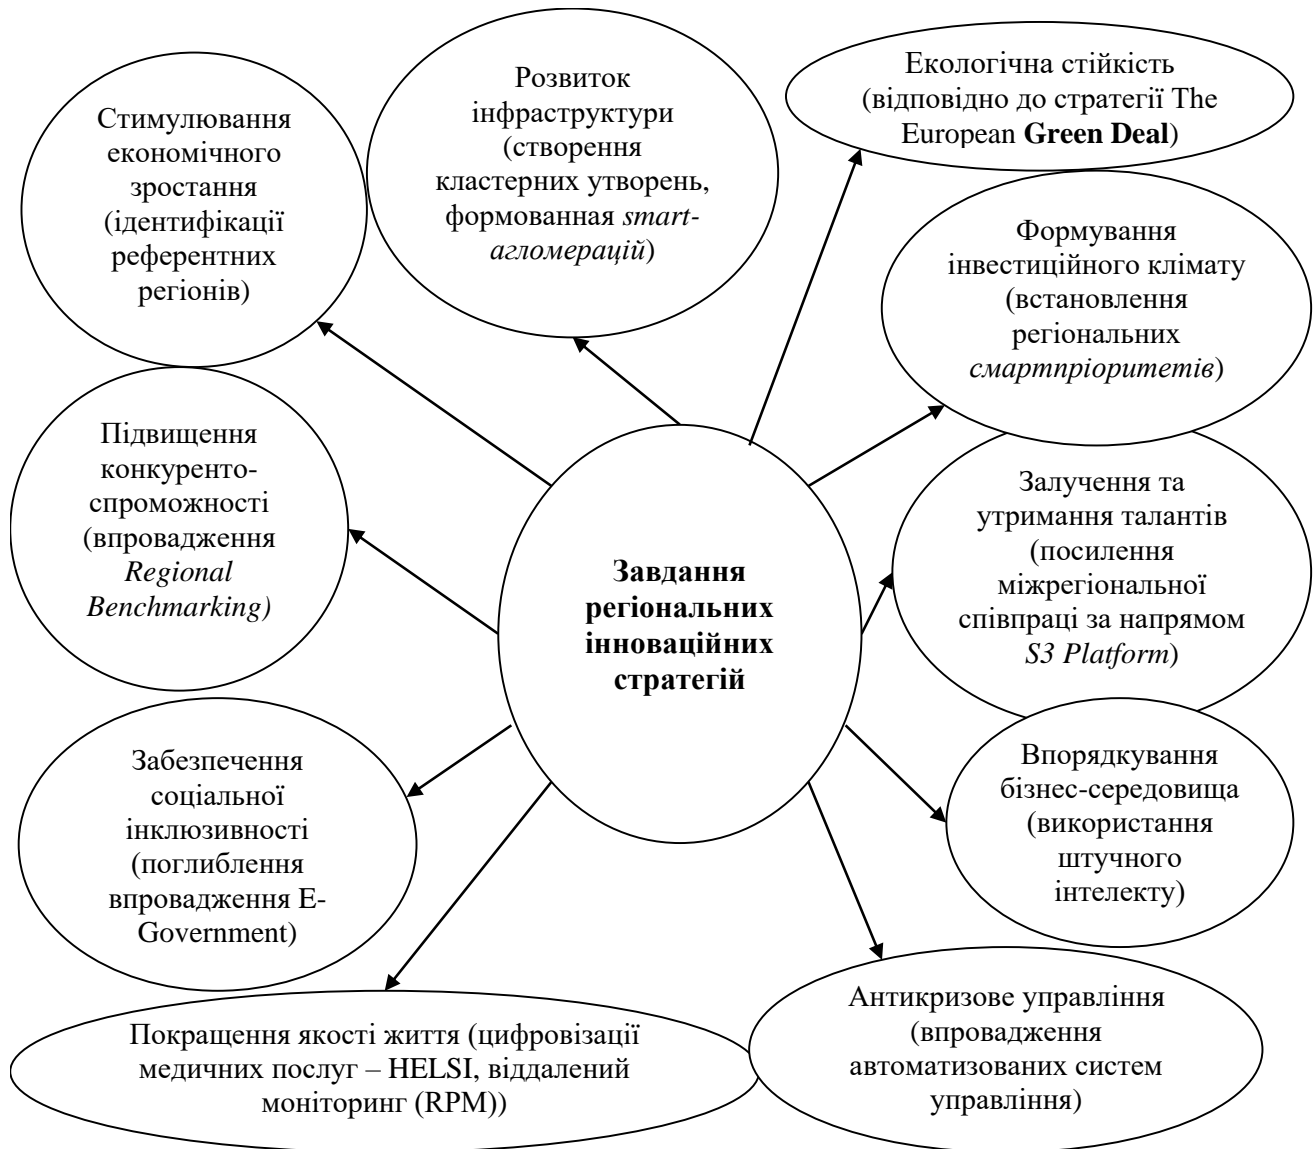 Стимулювання
економічного
зростання
(ідентифікації
референтних
регіонів)
Розвиток
інфраструктури
(створення
кластерних утворень,
формованная smart-
агломерацій)
Екологічна стійкість
(відповідно до стратегії The
European Green Deal)
Формування
інвестиційного клімату
(встановлення
регіональних
смартпріоритетів)
Підвищення
конкуренто-
спроможності
(впровадження
Regional
Benchmarking)
Завдання
регіональних
інноваційних
стратегій
Залучення та
утримання талантів
(посилення
міжрегіональної
співпраці за напрямом
S3 Platform)
Забезпечення
соціальної
інклюзивності
(поглиблення
впровадження E-
Government)
Впорядкування
бізнес-середовища
(використання
штучного
інтелекту)
Покращення якості життя (цифровізації
медичних послуг – HELSI, віддалений
моніторинг (RPM))
Антикризове управління
(впровадження
автоматизованих систем
управління)